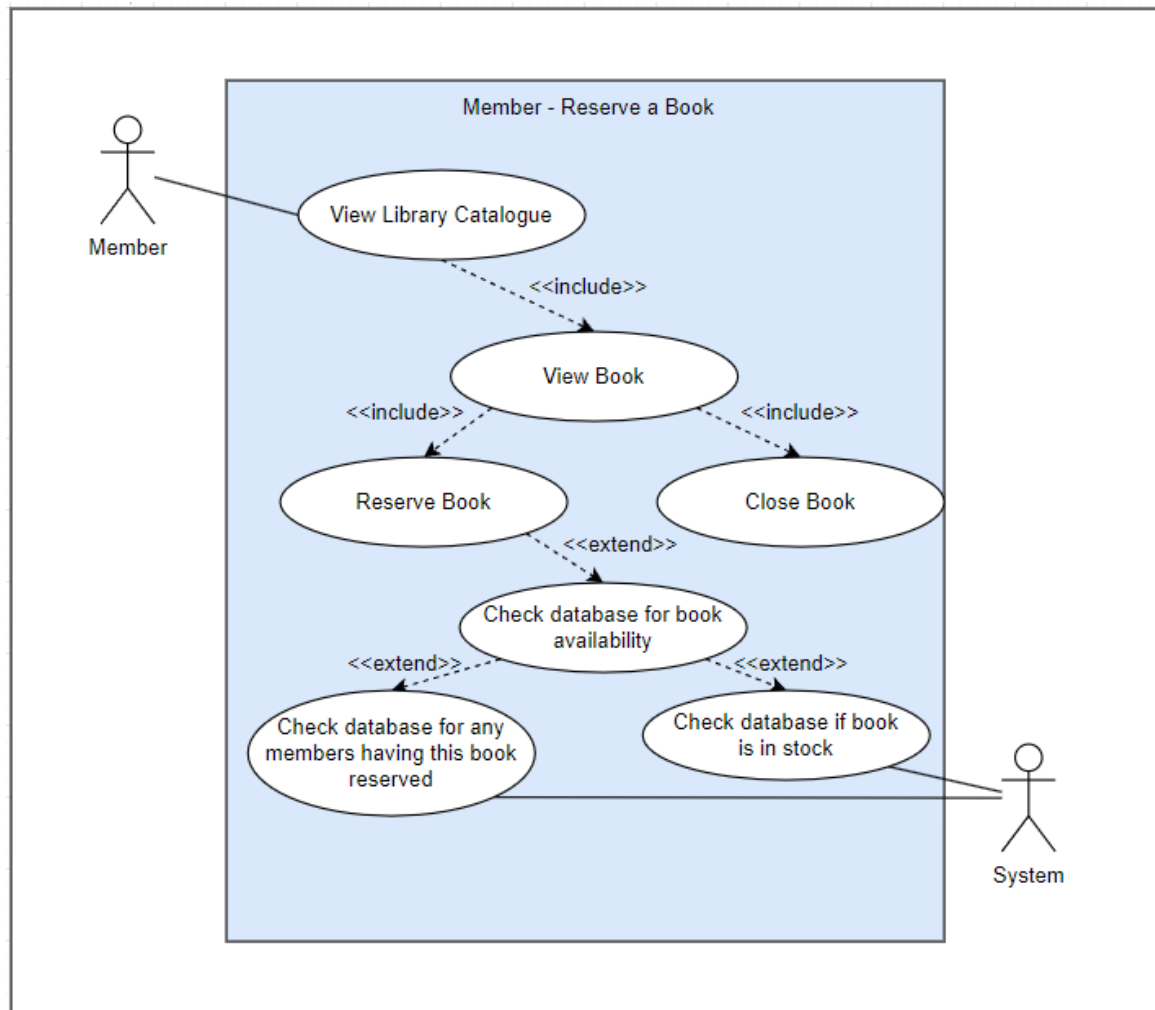 Member - Reserve a Book
Member
View Library Catalogue
<<include>>
View Book
<<include>>
<<include>>
Reserve Book
Close Book
<<extend>>
Check database for book
availability
<<extend>>
<<extend>>
Check database for any
members having this book
reserved
Check database if book
is in stock
System